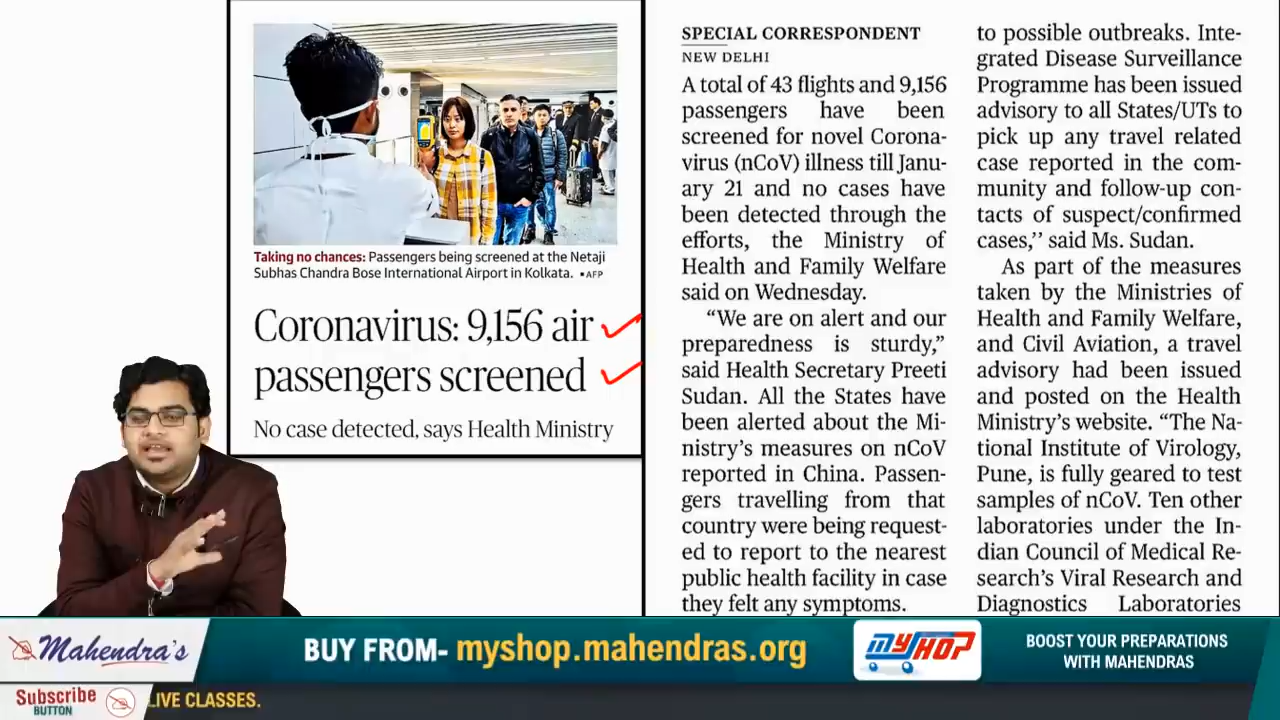 Taking no chances: Passengers being screened at the Netaji
Subhas Chandra Bose International Airport in Kolkata. ▪AFP
Coronavirus: 9,156 air
passengers screened
No case detected, says Health Ministry
SPECIAL CORRESPONDENT
NEW DELHI
A total of 43 flights and 9,156
passengers have been
screened for novel Corona-
virus (nCoV) illness till Janu-
ary 21 and no cases have
been detected through the
efforts, the Ministry of
Health and Family Welfare
said on Wednesday.
“We are on alert and our
preparedness is sturdy,”
said Health Secretary Preeti
Sudan. All the States have
been alerted about the Mi-
nistry’s measures on nCoV
reported in China. Passen-
gers travelling from that
country were being request-
ed to report to the nearest
public health facility in case
they felt any symptoms.
to possible outbreaks. Inte-
grated Disease Surveillance
Programme has been issued
advisory to all States/UTs to
pick up any travel related
case reported in the com-
munity and follow-up con-
tacts of suspect/confirmed
cases,’’ said Ms. Sudan.
As part of the measures
taken by the Ministries of
Health and Family Welfare,
and Civil Aviation, a travel
advisory had been issued
and posted on the Health
Ministry’s website. “The Na-
tional Institute of Virology,
Pune, is fully geared to test
samples of nCoV. Ten other
laboratories under the In-
dian Council of Medical Re-
search’s Viral Research and
Diagnostics Laboratories
Mahendra's
BUY FROM- myshop.mahendras.org
MYSHOP
BOOST YOUR PREPARATIONS
WITH MAHENDRAS
Subscribe
BUTTON
LIVE CLASSES.